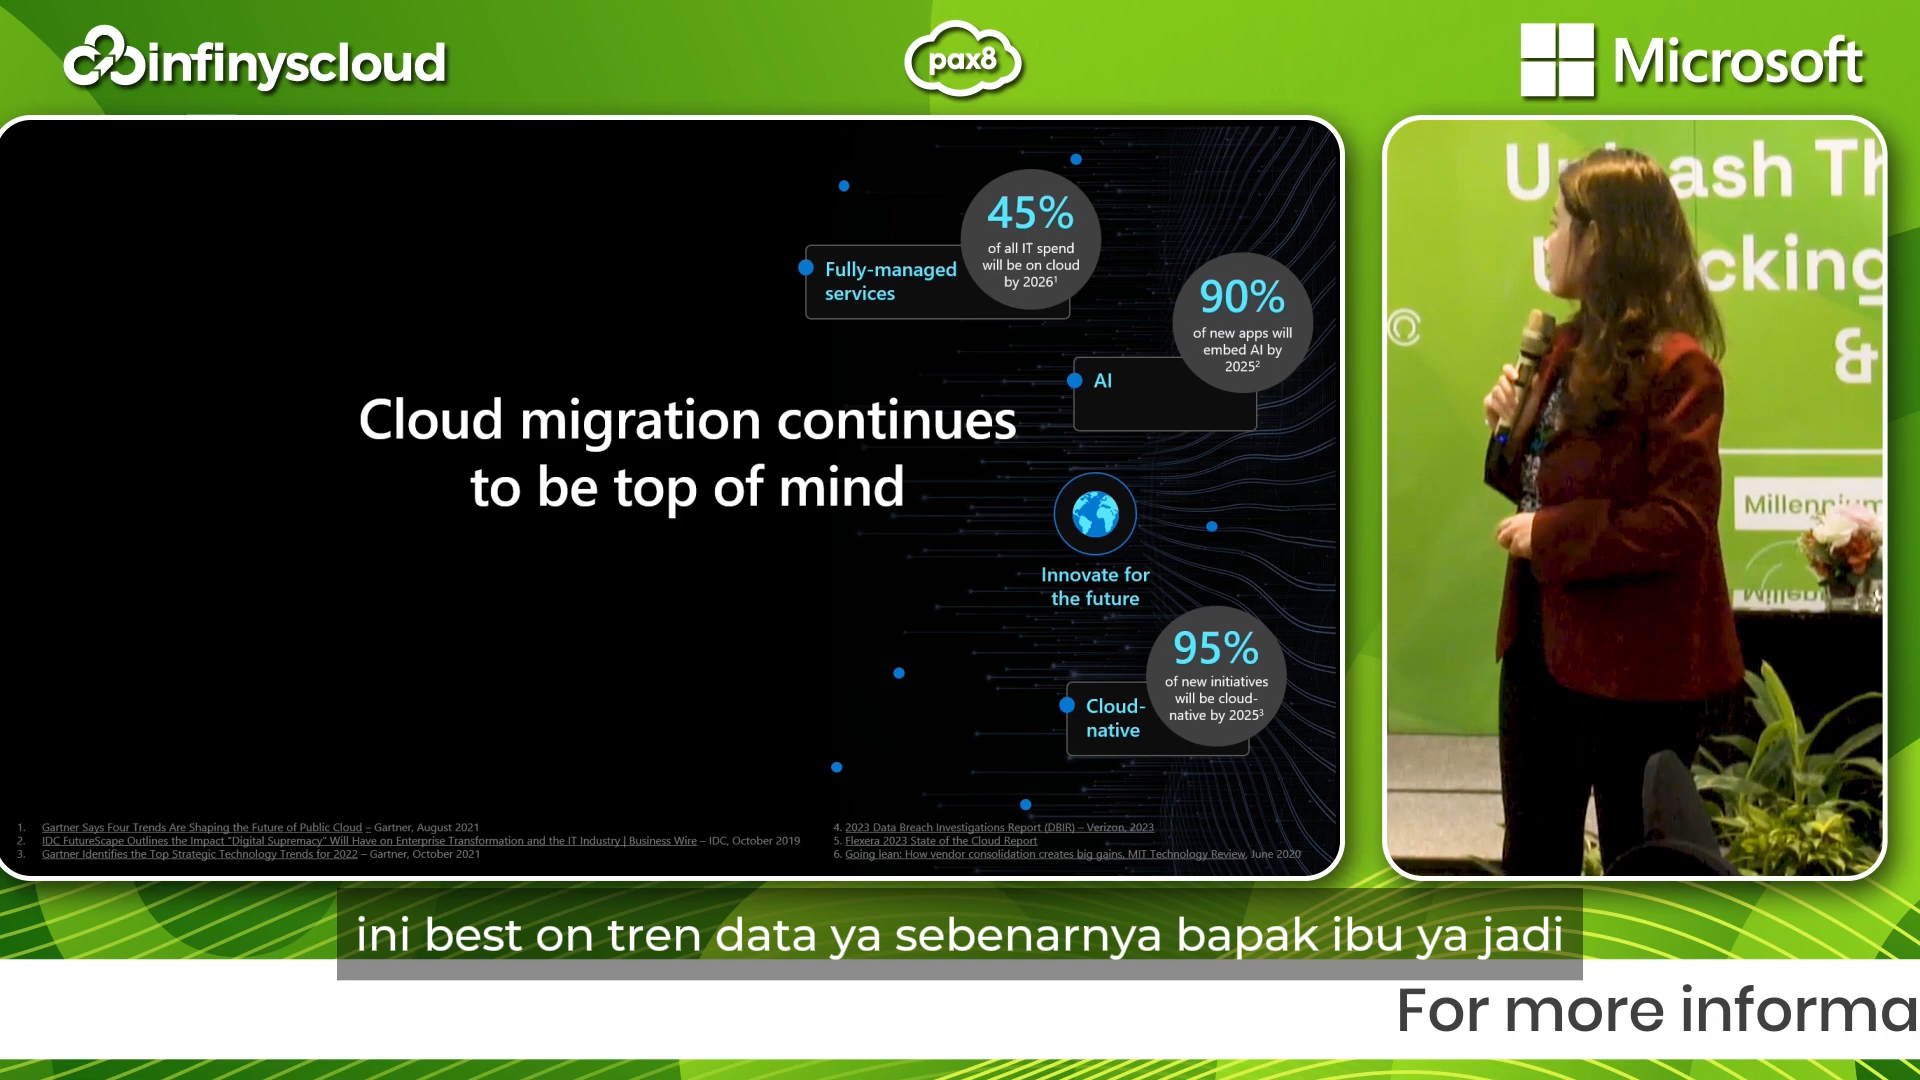 infinyscloud
pax8
Microsoft
45%
of all IT spend
will be on cloud
by 2026¹
Fully-managed
services
90%
of new apps will
embed AI by
2025²
AI
Cloud migration continues
to be top of mind
Innovate for
the future
95%
of new initiatives
will be cloud-
native by 2025³
Cloud-
native
1. Gartner Says Four Trends Are Shaping the Future of Public Cloud – Gartner, August 2021
2. IDC FutureScape Outlines the Impact "Digital Supremacy" Will Have on Enterprise Transformation and the IT Industry | Business Wire – IDC, October 2019
3. Gartner Identifies the Top Strategic Technology Trends for 2022 – Gartner, October 2021
4. 2023 Data Breach Investigations Report (DBIR) – Verizon, 2023
5. Flexera 2023 State of the Cloud Report
6. Going lean: How vendor consolidation creates big gains, MIT Technology Review, June 2020
ash Th
cking
&
Millennium
ini best on tren data ya sebenarnya bapak ibu ya jadi
For more informa